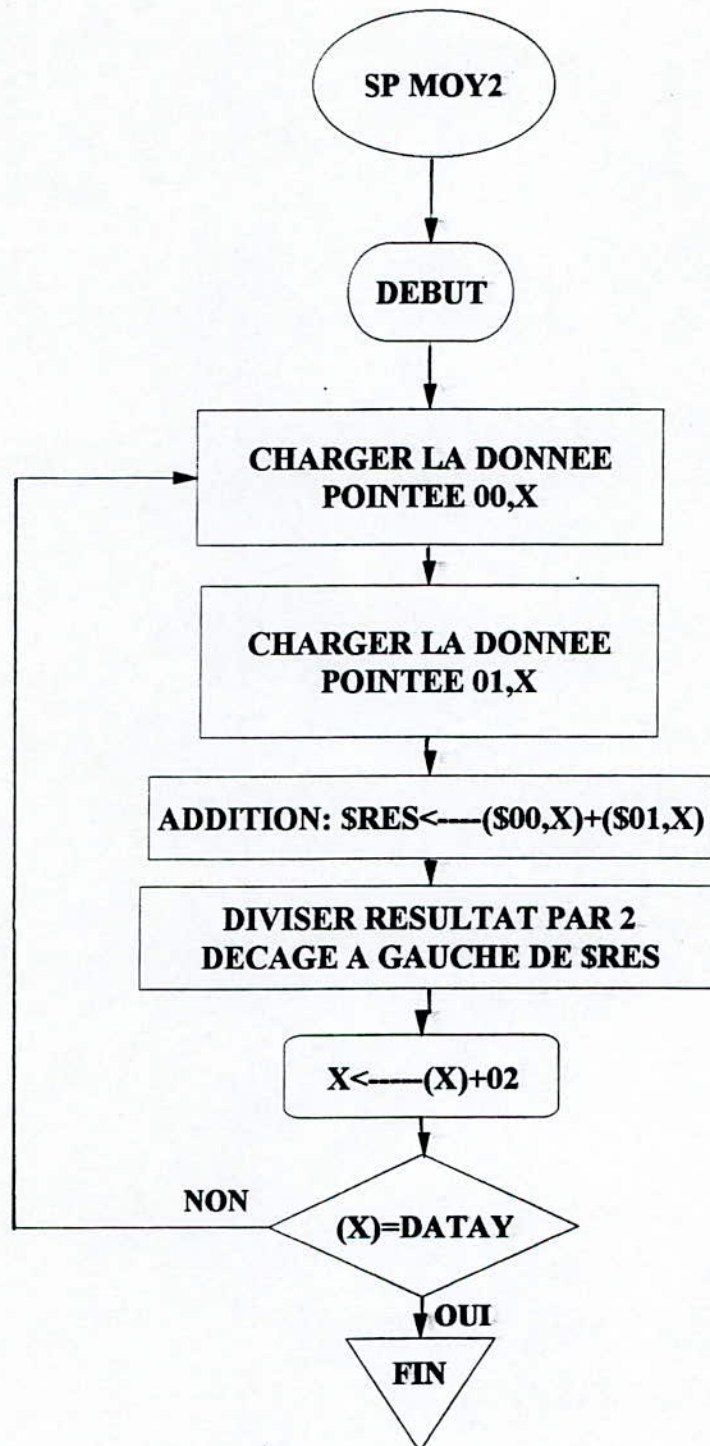 SP MOY2
DEBUT
CHARGER LA DONNEE
POINTEE 00,X
CHARGER LA DONNEE
POINTEE 01,X
ADDITION: $RES<----($00,X)+($01,X)
DIVISER RESULTAT PAR 2
DECAGE A GAUCHE DE $RES
X<------(X)+02
NON
(X)=DATAY
OUI
FIN